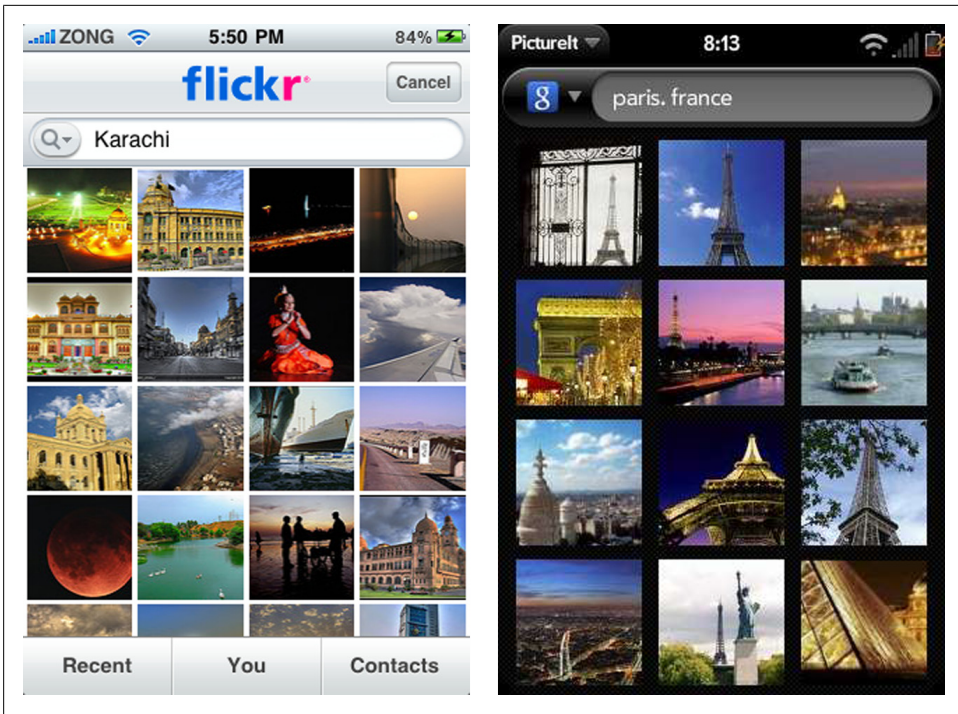 ZONG 5:50 PM 84%
flickr
Cancel
Karachi
Recent You Contacts
PictureIt 8:13
g
paris. france